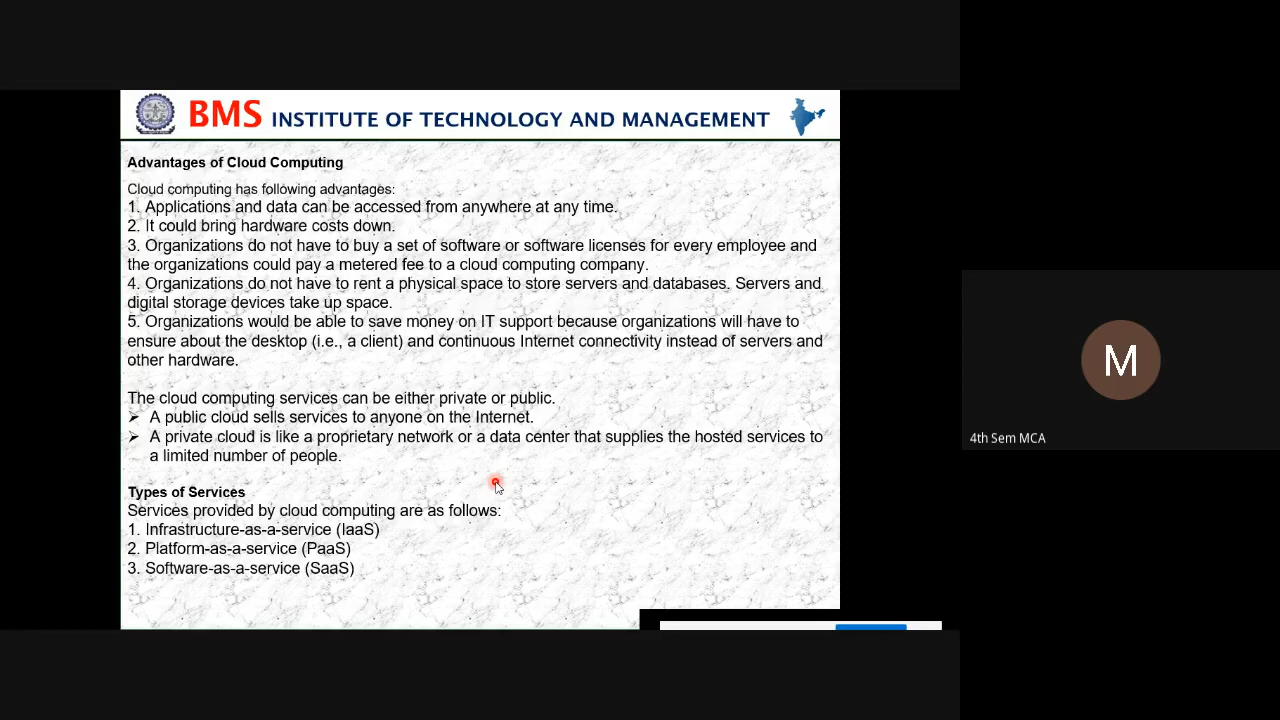 BMS INSTITUTE OF TECHNOLOGY AND MANAGEMENT
Advantages of Cloud Computing
Cloud computing has following advantages:
1. Applications and data can be accessed from anywhere at any time.
2. It could bring hardware costs down.
3. Organizations do not have to buy a set of software or software licenses for every employee and
the organizations could pay a metered fee to a cloud computing company.
4. Organizations do not have to rent a physical space to store servers and databases. Servers and
digital storage devices take up space.
5. Organizations would be able to save money on IT support because organizations will have to
ensure about the desktop (i.e., a client) and continuous Internet connectivity instead of servers and
other hardware.
The cloud computing services can be either private or public.
➢ A public cloud sells services to anyone on the Internet.
➢ A private cloud is like a proprietary network or a data center that supplies the hosted services to
a limited number of people.
Types of Services
Services provided by cloud computing are as follows:
1. Infrastructure-as-a-service (IaaS)
2. Platform-as-a-service (PaaS)
3. Software-as-a-service (SaaS)
M
4th Sem MCA